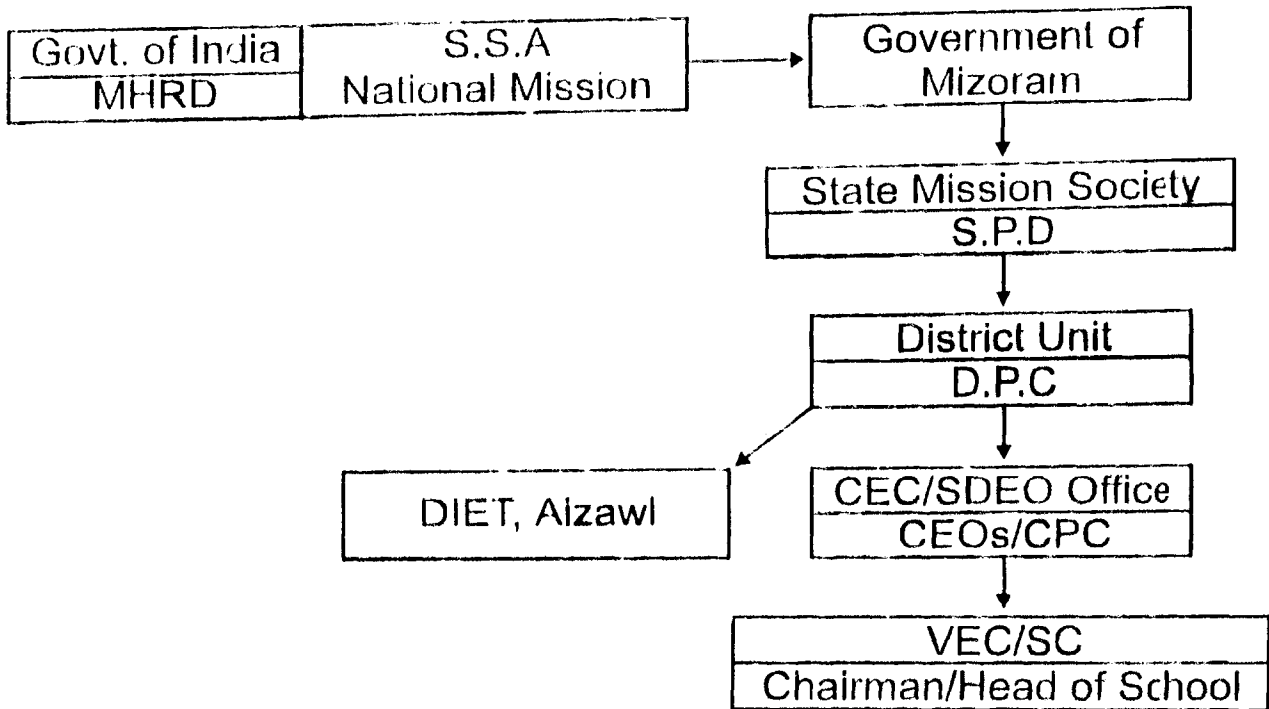 Govt. of India
MHRD
S.S.A
National Mission
Government of
Mizoram
State Mission Society
S.P.D
District Unit
D.P.C
DIET, Aizawl
CEC/SDEO Office
CEOs/CPC
VEC/SC
Chairman/Head of School